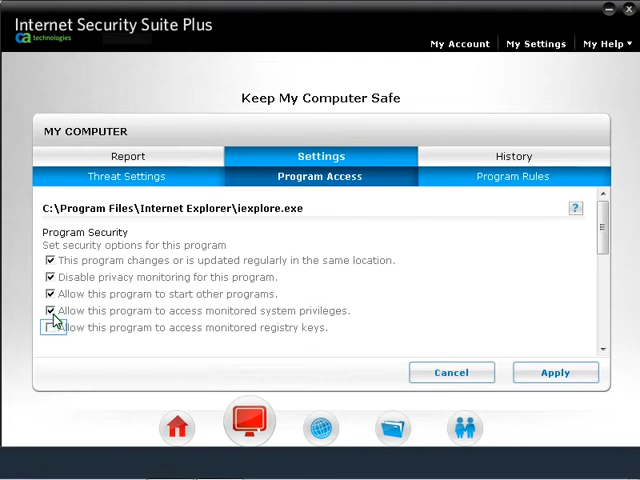 Internet Security Suite Plus
ca technologies
My Account My Settings My Help
Keep My Computer Safe
MY COMPUTER
Report Settings History
Threat Settings Program Access Program Rules
C:\Program Files\Internet Explorer\iexplore.exe ?
Program Security
Set security options for this program
This program changes or is updated regularly in the same location.
Disable privacy monitoring for this program.
Allow this program to start other programs.
Allow this program to access monitored system privileges.
Allow this program to access monitored registry keys.
Cancel Apply